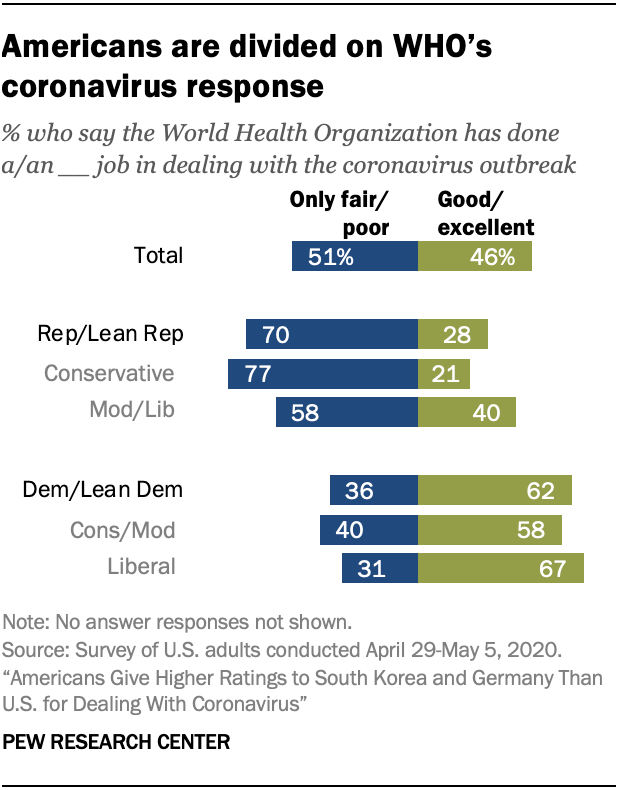 Americans are divided on WHO's
coronavirus response
% who say the World Health Organization has done
a/an __ job in dealing with the coronavirus outbreak
Only fair/ Good/
poor excellent
Total 51% 46%
Rep/Lean Rep 70 28
Conservative 77 21
Mod/Lib 58 40
Dem/Lean Dem 36 62
Cons/Mod 40 58
Liberal 31 67
Note: No answer responses not shown.
Source: Survey of U.S. adults conducted April 29-May 5, 2020.
“Americans Give Higher Ratings to South Korea and Germany Than
U.S. for Dealing With Coronavirus”
PEW RESEARCH CENTER